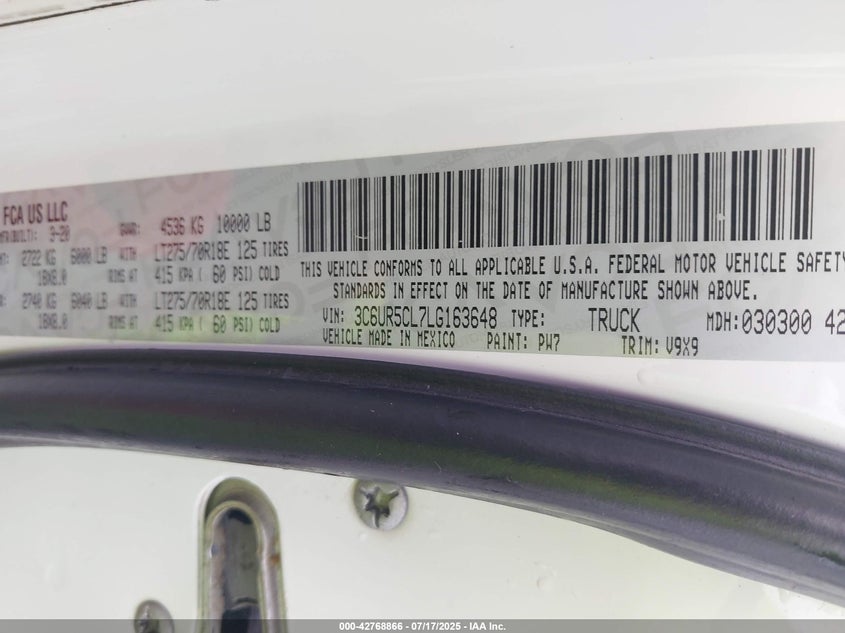 FCA US LLC
MFR(BUILT): 9-20 GVWR: 4536 KG 10000 LB
2722 KG 6000 LB WITH LT275/70R18E 125 TIRES
18X8.0 RIMS AT 415 KPA ( 60 PSI) COLD
2740 KG 6040 LB WITH LT275/70R18E 125 TIRES
18X8.0 RIMS AT 415 KPA ( 60 PSI) COLD
THIS VEHICLE CONFORMS TO ALL APPLICABLE U.S.A. FEDERAL MOTOR VEHICLE SAFETY
STANDARDS IN EFFECT ON THE DATE OF MANUFACTURE SHOWN ABOVE.
VIN: 3C6UR5CL7LG163648 TYPE: TRUCK MDH:030300 42
VEHICLE MADE IN MEXICO PAINT: PW7 TRIM: V9X9
000-42768866 / 07/17/2025 - IAA Inc.